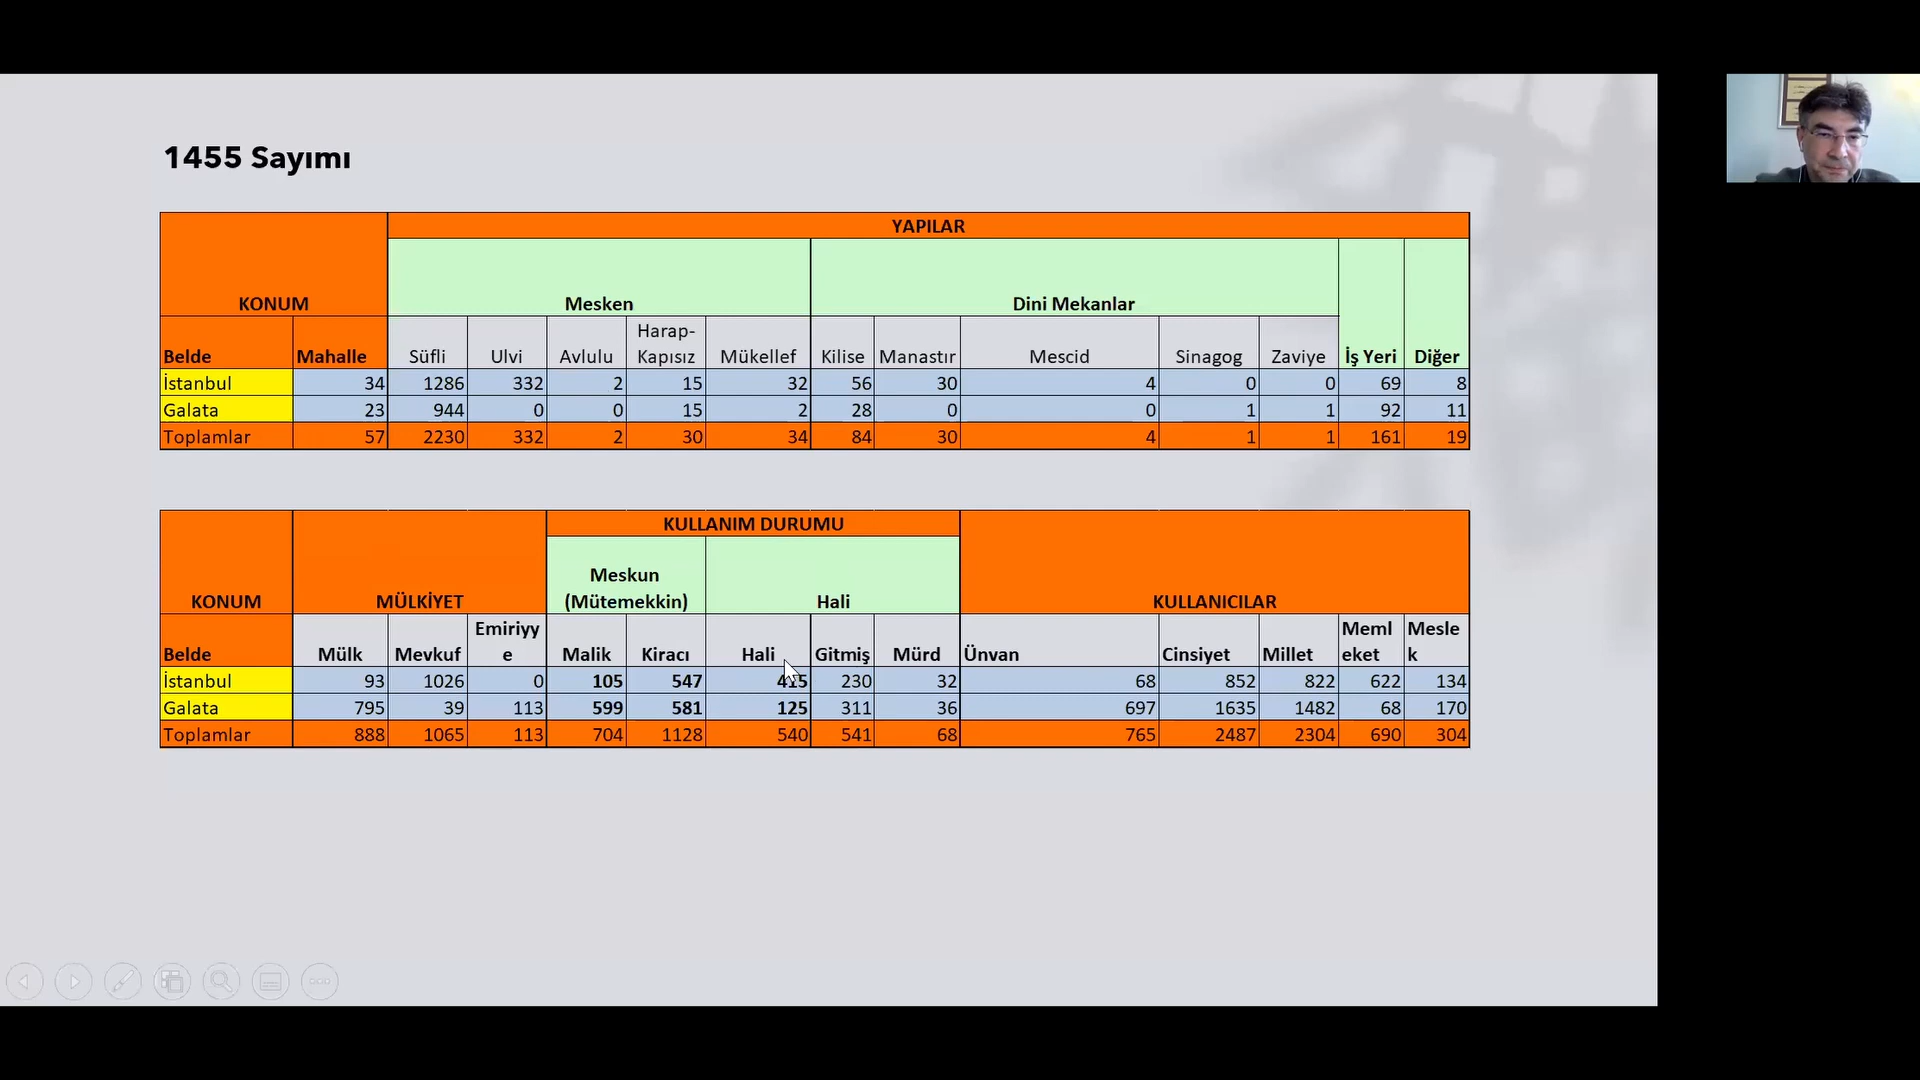 1455 Sayımı
YAPILAR
KONUM Mesken Dini Mekanlar
Belde Mahalle Süfli Ulvi Avlulu Harap-Kapısız Mükellef Kilise Manastır Mescid Sinagog Zaviye İş Yeri Diğer
İstanbul 34 1286 332 2 15 32 56 30 4 0 0 69 8
Galata 23 944 0 0 15 2 28 0 0 1 1 92 11
Toplamlar 57 2230 332 2 30 34 84 30 4 1 1 161 19
KULLANIM DURUMU
KONUM MÜLKİYET Meskun (Mütemekkin) Hali KULLANICILAR
Belde Mülk Mevkuf Emiriyye Malik Kiracı Hali Gitmiş Mürd Ünvan Cinsiyet Millet Memleket Meslek
İstanbul 93 1026 0 105 547 415 230 32 68 852 822 622 134
Galata 795 39 113 599 581 125 311 36 697 1635 1482 68 170
Toplamlar 888 1065 113 704 1128 540 541 68 765 2487 2304 690 304